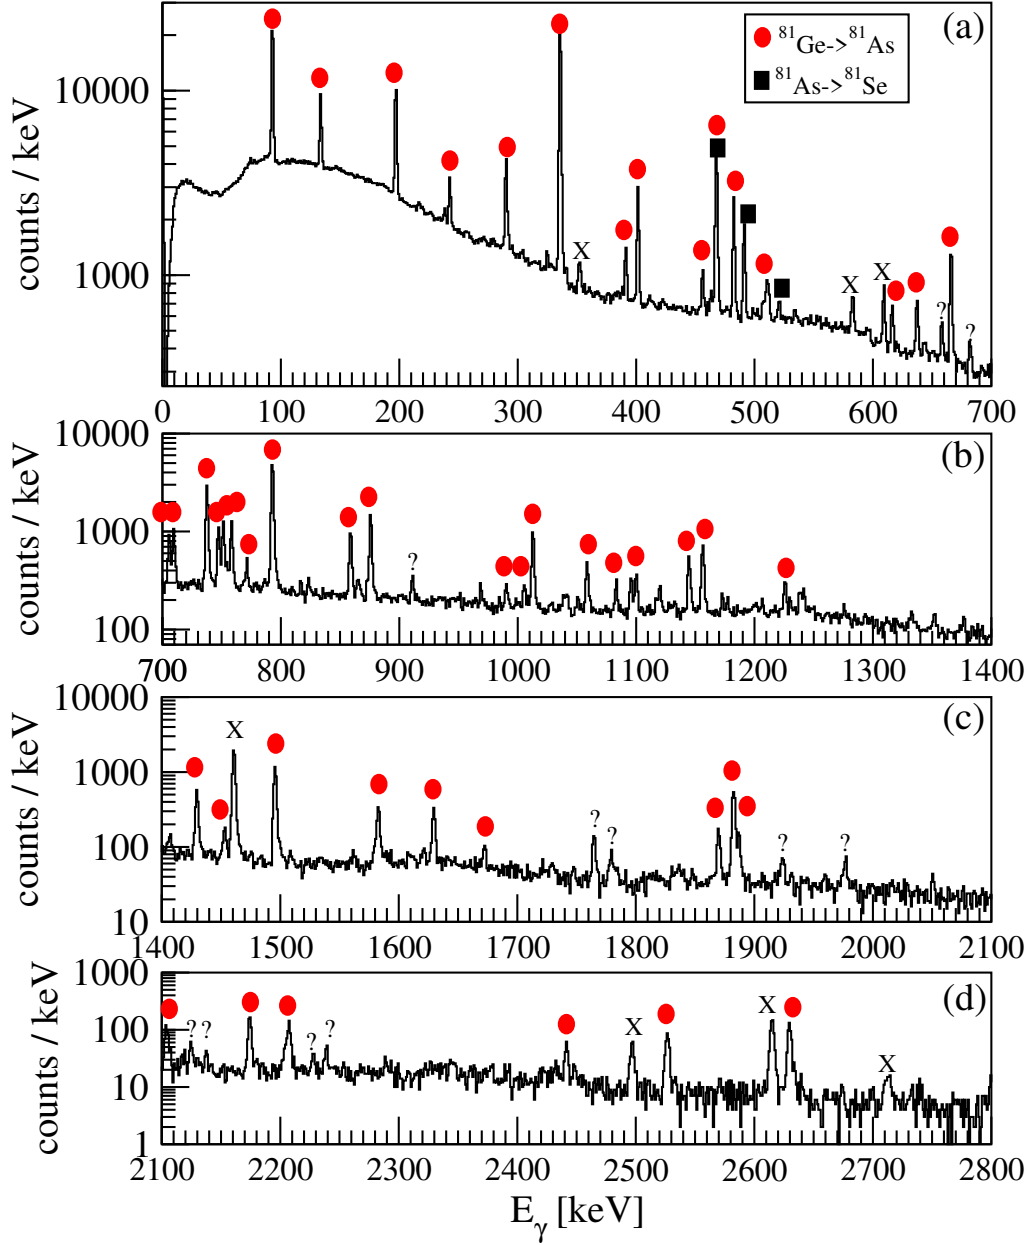 (a)
⁸¹Ge->⁸¹As
⁸¹As->⁸¹Se
counts / keV
10000
1000
X
X
X
?
?
0 100 200 300 400 500 600 700
(b)
counts / keV
10000
1000
100
?
700 800 900 1000 1100 1200 1300 1400
(c)
counts / keV
10000
1000
100
10
X
?
?
?
?
1400 1500 1600 1700 1800 1900 2000 2100
(d)
counts / keV
1000
100
10
1
?
?
?
?
X
X
X
2100 2200 2300 2400 2500 2600 2700 2800
Eγ [keV]